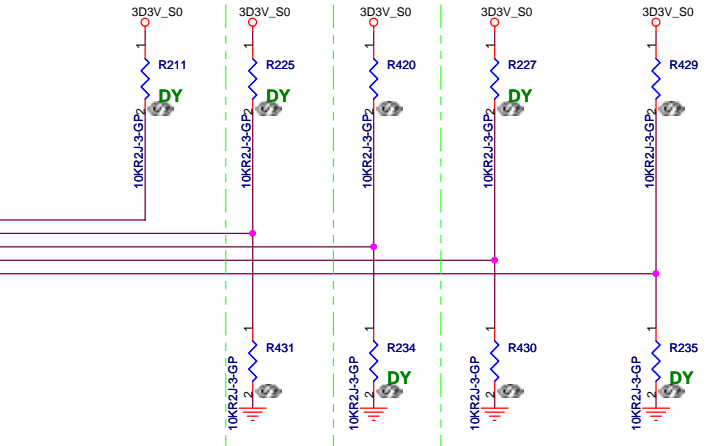 3D3V_S0
3D3V_S0
3D3V_S0
3D3V_S0
3D3V_S0
1
R211
DY
2
10KR2J-3-GP
1
R225
DY
2
10KR2J-3-GP
1
R420
2
10KR2J-3-GP
1
R227
DY
2
10KR2J-3-GP
1
R429
2
10KR2J-3-GP
1
R431
2
10KR2J-3-GP
1
R234
DY
2
10KR2J-3-GP
1
R430
2
10KR2J-3-GP
1
R235
DY
2
10KR2J-3-GP